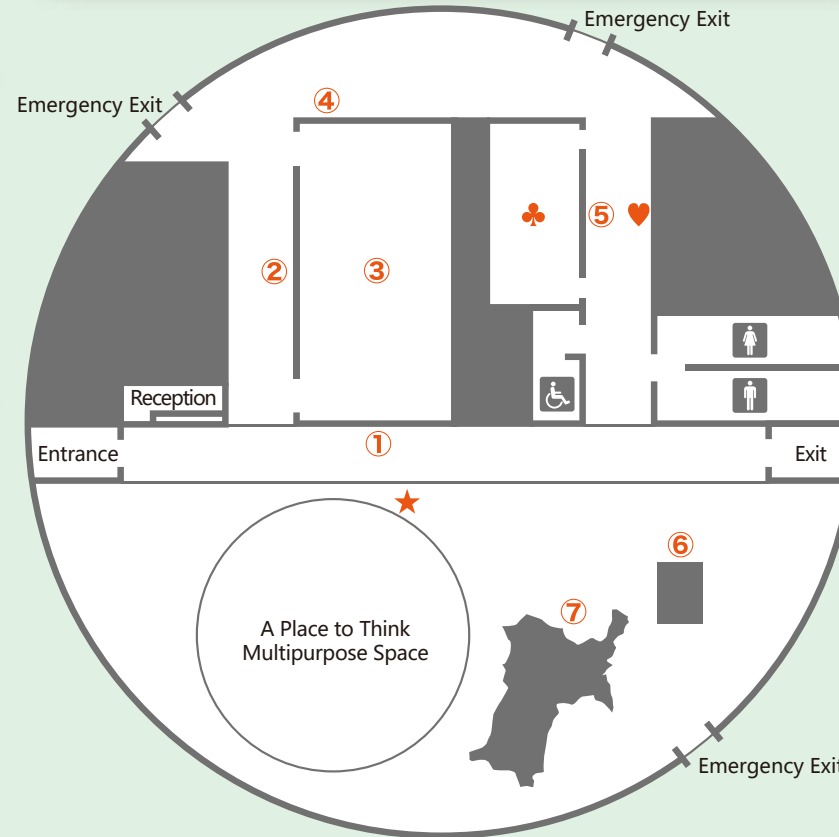 Emergency Exit
Emergency Exit
④
②
③
⑤
Reception
①
Entrance
Exit
⑥
⑦
A Place to Think
Multipurpose Space
Emergency Exit